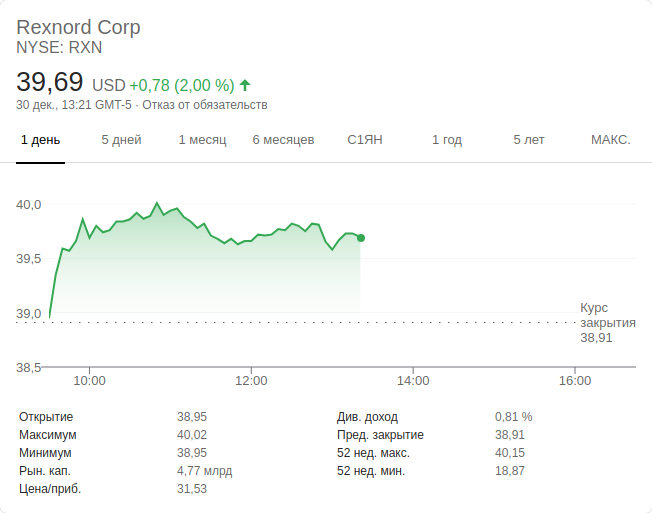 Rexnord Corp
NYSE: RXN
39,69 USD +0,78 (2,00 %)
30 дек., 13:21 GMT-5 · Отказ от обязательств
1 день 5 дней 1 месяц 6 месяцев С1ЯН 1 год 5 лет МАКС.
40,0
39,5
39,0
Курс
закрытия
38,91
38,5
10:00 12:00 14:00 16:00
Открытие 38,95
Максимум 40,02
Минимум 38,95
Рын. кап. 4,77 млрд
Цена/приб. 31,53
Див. доход 0,81 %
Пред. закрытие 38,91
52 нед. макс. 40,15
52 нед. мин. 18,87